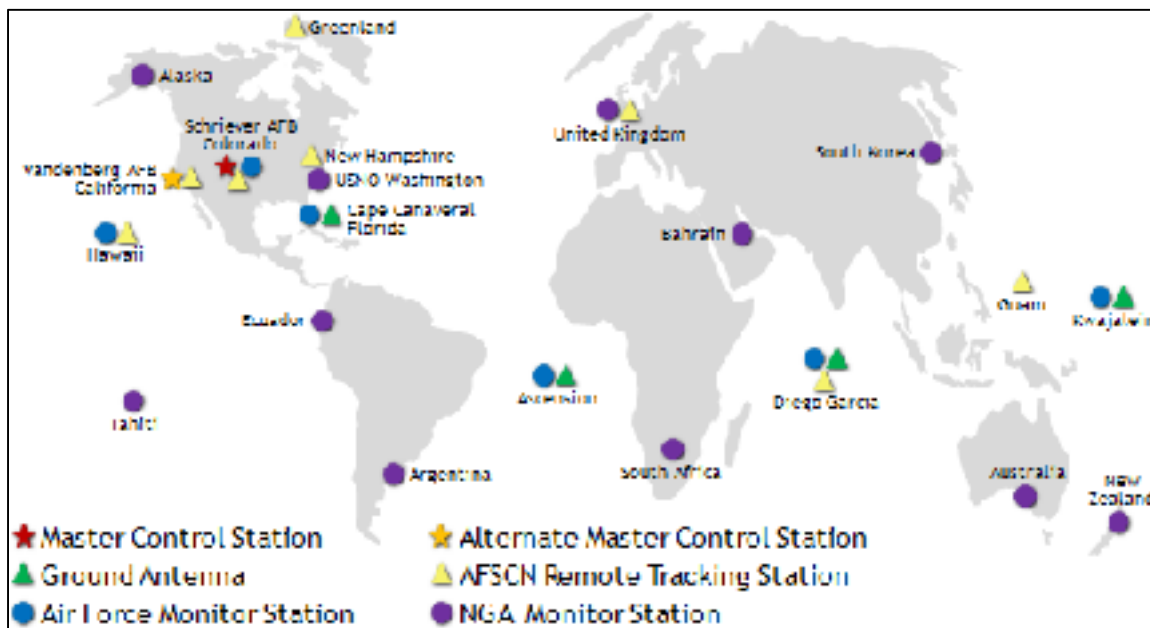 Greenland
Alaska
Schriever AFB
Colorado
United Kingdom
New Hampshire
South Korea
Vandenberg AFB
California
USNO Washington
Cape Canaveral
Florida
Bahrain
Hawaii
Guam
Kwajalein
Ecuador
Ascension
Diego Garcia
Tahiti
Argentina
South Africa
Australia
New
Zealand
Master Control Station
Alternate Master Control Station
Ground Antenna
AFSCN Remote Tracking Station
Air Force Monitor Station
NGA Monitor Station